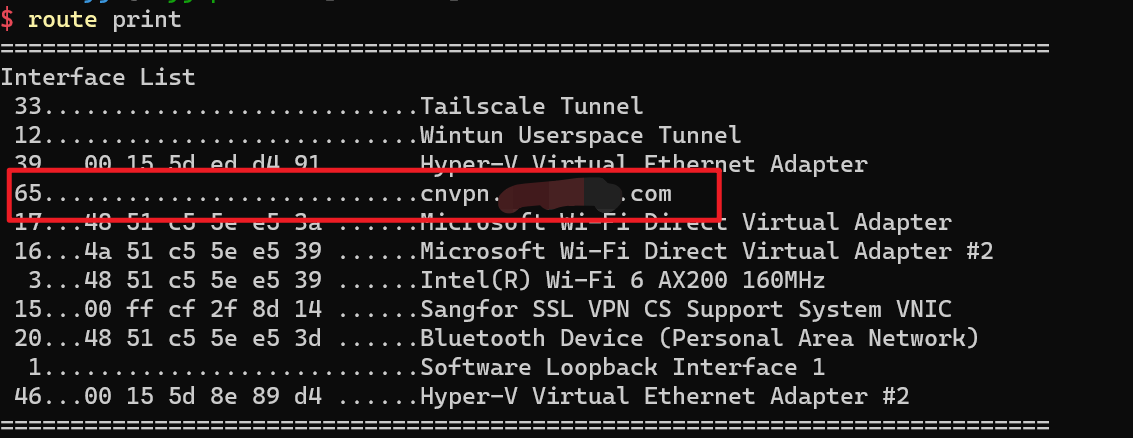 $ route print
===========================================================================
Interface List
33...........................Tailscale Tunnel
12...........................Wintun Userspace Tunnel
39...00 15 5d ed d4 91 ......Hyper-V Virtual Ethernet Adapter
65...........................cnvpn. .com
17...48 51 c5 5e e5 3a ......Microsoft Wi-Fi Direct Virtual Adapter
16...4a 51 c5 5e e5 39 ......Microsoft Wi-Fi Direct Virtual Adapter #2
3...48 51 c5 5e e5 39 ......Intel(R) Wi-Fi 6 AX200 160MHz
15...00 ff cf 2f 8d 14 ......Sangfor SSL VPN CS Support System VNIC
20...48 51 c5 5e e5 3d ......Bluetooth Device (Personal Area Network)
1...........................Software Loopback Interface 1
46...00 15 5d 8e 89 d4 ......Hyper-V Virtual Ethernet Adapter #2
===========================================================================